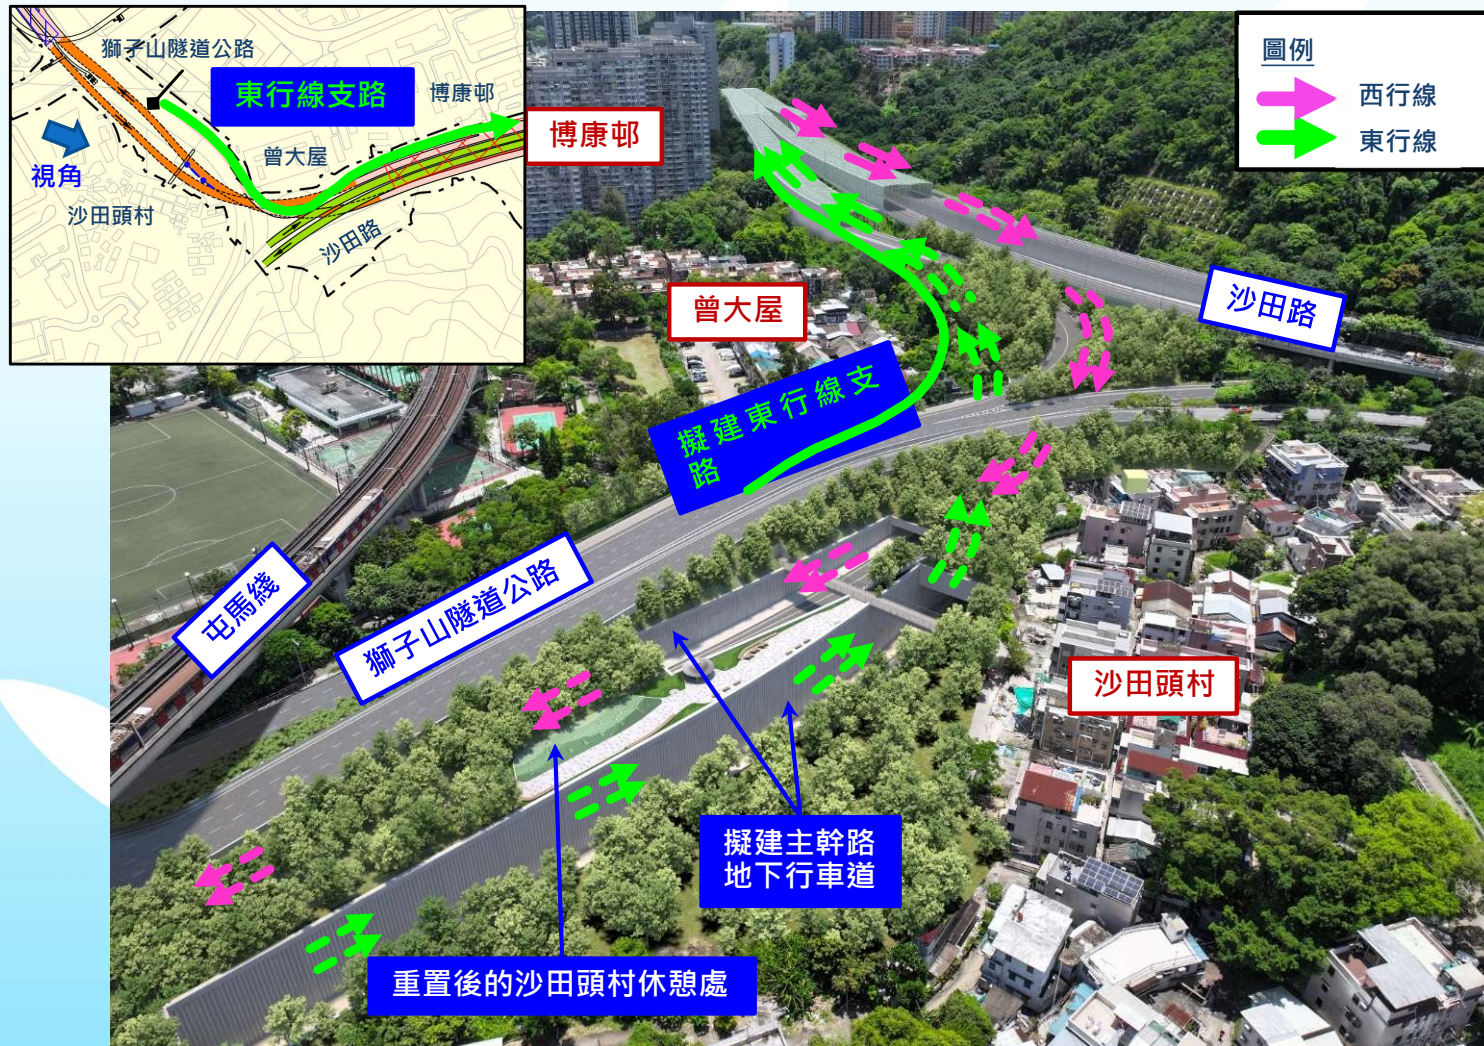 獅子山隧道公路
東行線支路
博康邨
視角
曾大屋
沙田頭村
沙田路
圖例
西行線
東行線
博康邨
曾大屋
沙田路
擬建東行線支
路
屯馬綫
獅子山隧道公路
沙田頭村
擬建主幹路
地下行車道
重置後的沙田頭村休憩處